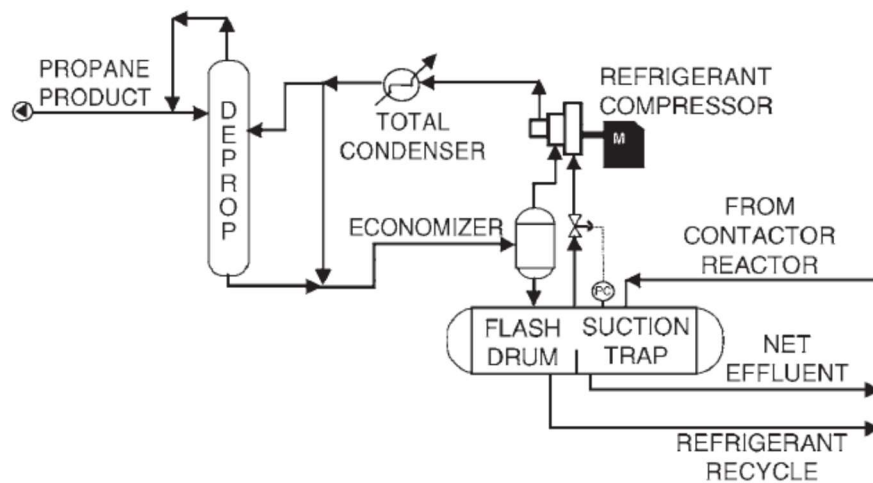 PROPANE
PRODUCT
DEPROP
TOTAL
CONDENSER
REFRIGERANT
COMPRESSOR
M
ECONOMIZER
FROM
CONTACTOR
REACTOR
PC
FLASH
DRUM
SUCTION
TRAP
NET
EFFLUENT
REFRIGERANT
RECYCLE